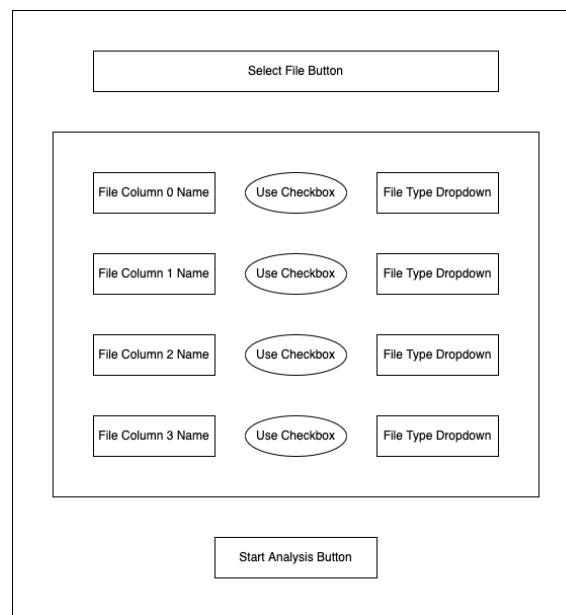 Select File Button
File Column 0 Name Use Checkbox File Type Dropdown
File Column 1 Name Use Checkbox File Type Dropdown
File Column 2 Name Use Checkbox File Type Dropdown
File Column 3 Name Use Checkbox File Type Dropdown
Start Analysis Button